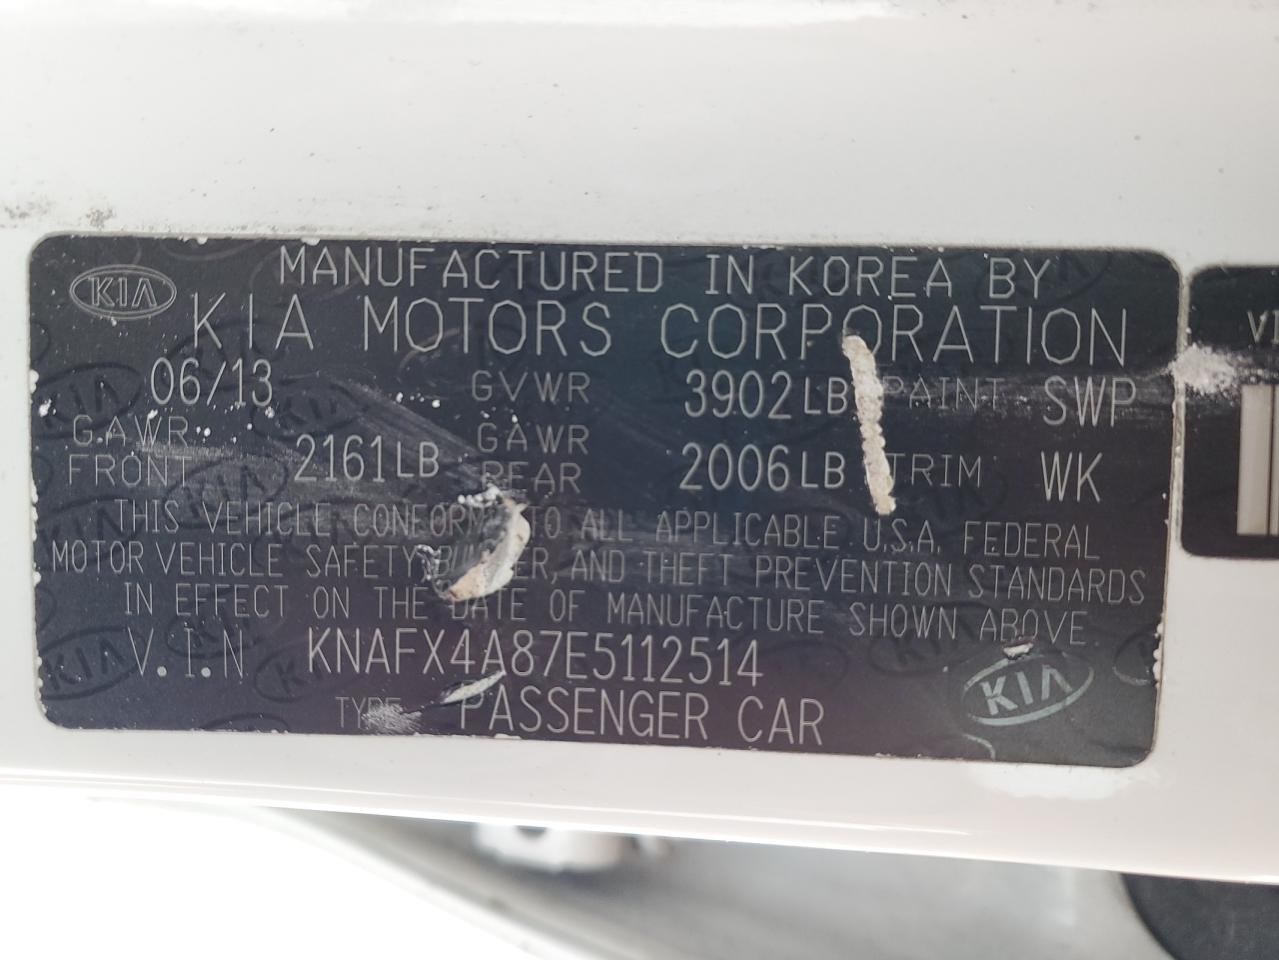 MANUFACTURED IN KOREA BY
KIA
KIA MOTORS CORPORATION
06/13 GVWR 3902LB PAINT SWP
GAWR FRONT 2161LB GAWR REAR 2006LB TRIM WK
THIS VEHICLE CONFORM TO ALL APPLICABLE U.S.A. FEDERAL
MOTOR VEHICLE SAFETY, AND THEFT PREVENTION STANDARDS
IN EFFECT ON THE DATE OF MANUFACTURE SHOWN ABOVE
V.I.N KNAFX4A87E5112514
TYPE PASSENGER CAR
KIA